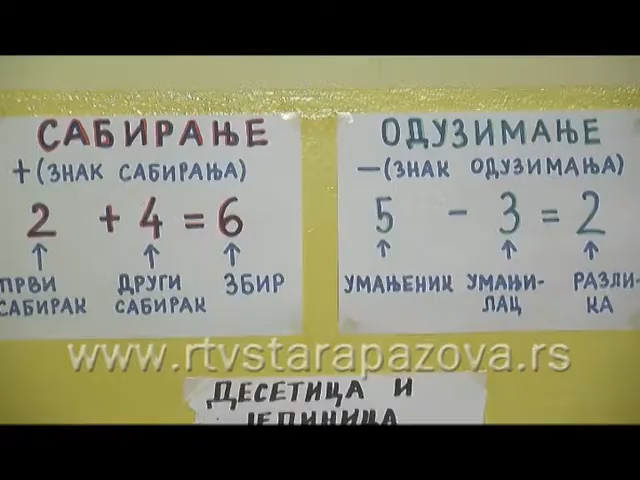 САБИРАЊЕ
+ (ЗНАК САБИРАЊА)
2 + 4 = 6
ПРВИ САБИРАК
ДРУГИ САБИРАК
ЗБИР
ОДУЗИМАЊЕ
— (ЗНАК ОДУЗИМАЊА)
5 - 3 = 2
УМАЊЕНИК
УМАЊИ-
ЛАЦ
РАЗЛИ-
КА
www.rtvstarapazova.rs
ДЕСЕТИЦА И
ЈЕДИНИЦА